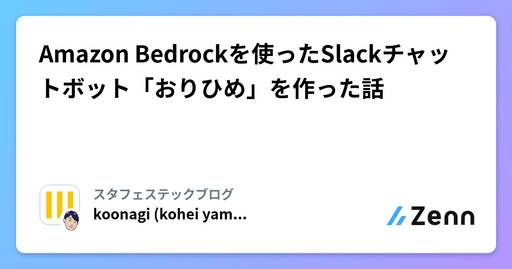 Amazon Bedrockを使ったSlackチャッ
トボット「おりひめ」を作った話
スタフェステックブログ
koonagi (kohei yam...
Zenn